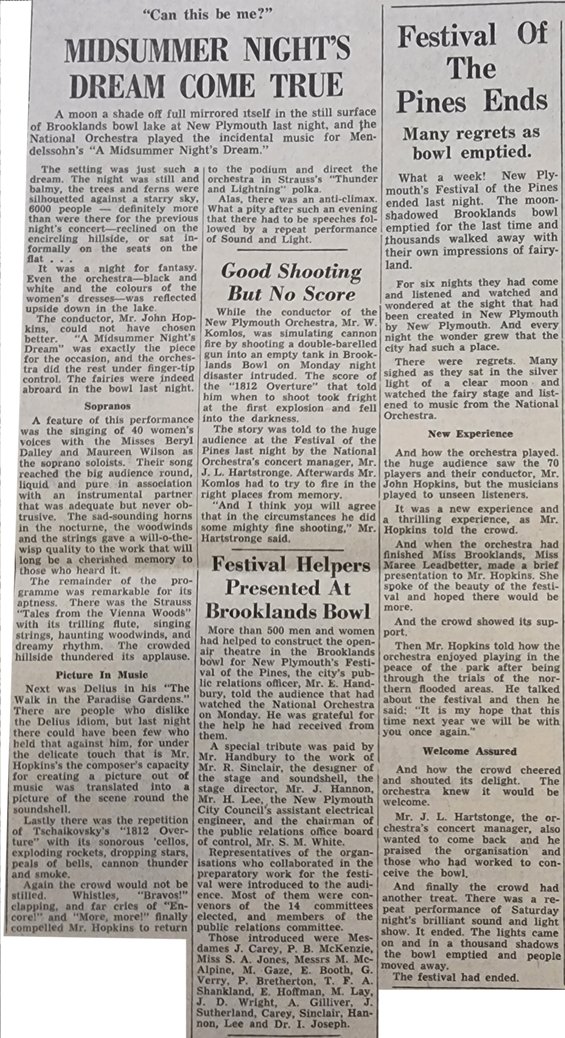 "Can this be me?"
MIDSUMMER NIGHT'S
DREAM COME TRUE
A moon a shade off full mirrored itself in the still surface
of Brooklands bowl lake at New Plymouth last night, and the
National Orchestra played the incidental music for Men-
delssohn's "A Midsummer Night's Dream."
The setting was just such a
dream. The night was still and
balmy, the trees and ferns were
silhouetted against a starry sky,
6000 people — definitely more
than were there for the previous
night's concert—reclined on the
encircling hillside, or sat in-
formally on the seats on the
flat . . .
It was a night for fantasy.
Even the orchestra—black and
white and the colours of the
women's dresses—was reflected
upside down in the lake.
The conductor, Mr. John Hop-
kins, could not have chosen
better. "A Midsummer Night's
Dream" was exactly the piece
for the occasion, and the orches-
tra did the rest under finger-tip
control. The fairies were indeed
abroad in the bowl last night.
Sopranos
A feature of this performance
was the singing of 40 women's
voices with the Misses Beryl
Dalley and Maureen Wilson as
the soprano soloists. Their song
reached the big audience round,
liquid and pure in association
with an instrumental partner
that was adequate but never ob-
trusive. The sad-sounding horns
in the nocturne, the woodwinds
and the strings gave a will-o-the-
wisp quality to the work that will
long be a cherished memory to
those who heard it.
The remainder of the pro-
gramme was remarkable for its
aptness. There was the Strauss
"Tales from the Vienna Woods"
with its trilling flute, singing
strings, haunting woodwinds, and
dreamy rhythm. The crowded
hillside thundered its applause.
Picture In Music
Next was Delius in his "The
Walk in the Paradise Gardens."
There are people who dislike
the Delius idiom, but last night
there could have been few who
held that against him, for under
the delicate touch that is Mr.
Hopkins's the composer's capacity
for creating a picture out of
music was translated into a
picture of the scene round the
soundshell.
Lastly there was the repetition
of Tschaikovsky's "1812 Over-
ture" with its sonorous 'cellos,
exploding rockets, dropping stars,
peals of bells, cannon thunder
and smoke.
Again the crowd would not be
stilled. Whistles, "Bravos!"
clapping, and far cries of "En-
core!" and "More, more!" finally
compelled Mr. Hopkins to return
to the podium and direct the
orchestra in Strauss's "Thunder
and Lightning" polka.
Alas, there was an anti-climax.
What a pity after such an evening
that there had to be speeches fol-
lowed by a repeat performance
of Sound and Light.
Good Shooting
But No Score
While the conductor of the
New Plymouth Orchestra, Mr. W.
Komlos, was simulating cannon
fire by shooting a double-barelled
gun into an empty tank in Brook-
lands Bowl on Monday night
disaster intruded. The score of
the "1812 Overture" that told
him when to shoot took fright
at the first explosion and fell
into the darkness.
The story was told to the huge
audience at the Festival of the
Pines last night by the National
Orchestra's concert manager, Mr.
J. L. Hartstronge. Afterwards Mr.
Komlos had to try to fire in the
right places from memory.
"And I think you will agree
that in the circumstances he did
some mighty fine shooting," Mr.
Hartstronge said.
Festival Helpers
Presented At
Brooklands Bowl
More than 500 men and women
had helped to construct the open-
air theatre in the Brooklands
bowl for New Plymouth's Festi-
val of the Pines, the city's pub-
lic relations officer, Mr. E. Hand-
bury, told the audience that had
watched the National Orchestra
on Monday. He was grateful for
the help he had received from
them.
A special tribute was paid by
Mr. Handbury to the work of
Mr. R. Sinclair, the designer of
the stage and soundshell, the
stage director, Mr. J. Hannon,
Mr. H. Lee, the New Plymouth
City Council's assistant electrical
engineer, and the chairman of
the public relations office board
of control, Mr. S. M. White.
Representatives of the organ-
isations who collaborated in the
preparatory work for the festi-
val were introduced to the audi-
ence. Most of them were con-
venors of the 14 committees
elected, and members of the
public relations committee.
Those introduced were Mes-
dames J. Carey, P. B. McKenzie,
Miss S. A. Jones, Messrs M. Mc-
Alpine, M. Gaze, E. Booth, G.
Verry, P. Bretherton, T. F. A.
Shankland, E. Hoffman, M. Lay,
J. D. Wright, A. Gilliver, J.
Sutherland, Carey, Sinclair, Han-
non, Lee and Dr. I. Joseph.
Festival Of
The
Pines Ends
Many regrets as
bowl emptied.
What a week! New Ply-
mouth's Festival of the Pines
ended last night. The moon-
shadowed Brooklands bowl
emptied for the last time and
thousands walked away with
their own impressions of fairy-
land.
For six nights they had come
and listened and watched and
wondered at the sight that had
been created in New Plymouth
by New Plymouth. And every
night the wonder grew that the
city had such a place.
There were regrets. Many
sighed as they sat in the silver
light of a clear moon and
watched the fairy stage and list-
ened to music from the National
Orchestra.
New Experience
And how the orchestra played.
the huge audience saw the 70
players and their conductor, Mr.
John Hopkins, but the musicians
played to unseen listeners.
It was a new experience and
a thrilling experience, as Mr.
Hopkins told the crowd.
And when the orchestra had
finished Miss Brooklands, Miss
Maree Leadbetter, made a brief
presentation to Mr. Hopkins. She
spoke of the beauty of the festi-
val and hoped there would be
more.
And the crowd showed its sup-
port.
Then Mr. Hopkins told how the
orchestra enjoyed playing in the
peace of the park after being
through the trials of the nor-
thern flooded areas. He talked
about the festival and then he
said: "It is my hope that this
time next year we will be with
you once again."
Welcome Assured
And how the crowd cheered
and shouted its delight. The
orchestra knew it would be
welcome.
Mr. J. L. Hartstonge, the or-
chestra's concert manager, also
wanted to come back and he
praised the organisation and
those who had worked to con-
ceive the bowl.
And finally the crowd had
another treat. There was a re-
peat performance of Saturday
night's brilliant sound and light
show. It ended. The lights came
on and in a thousand shadows
the bowl emptied and people
moved away.
The festival had ended.